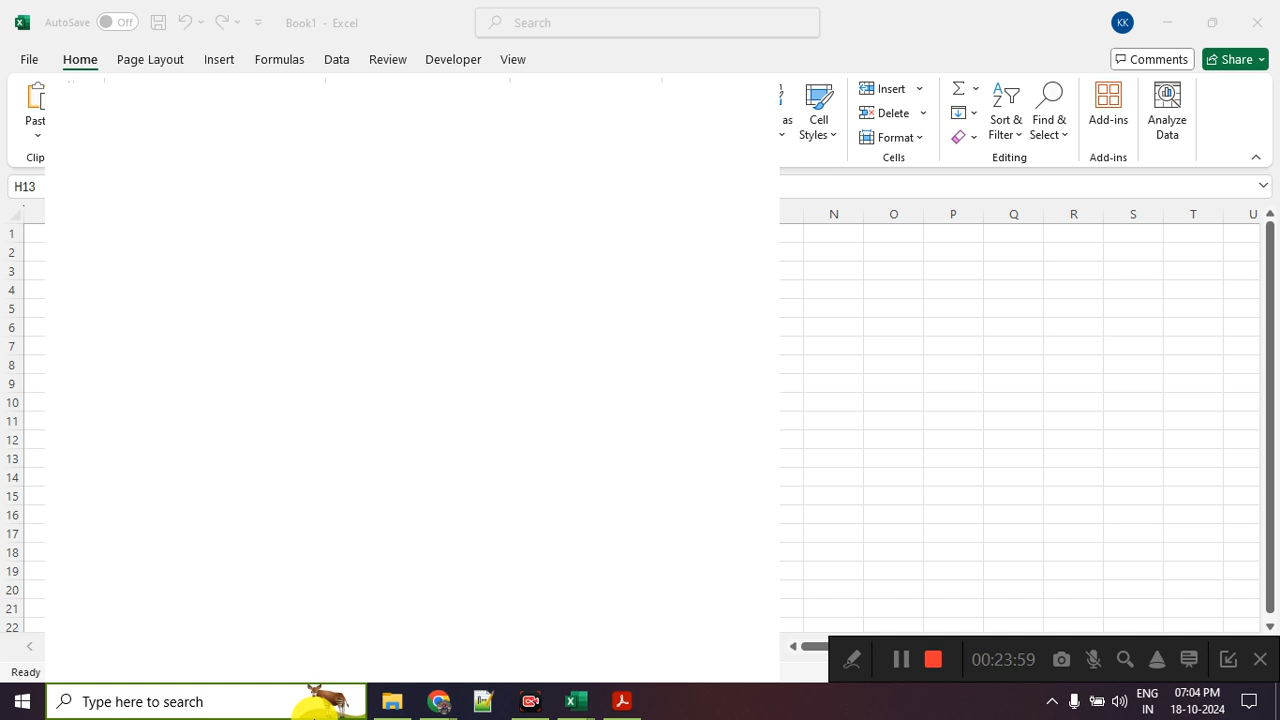 AutoSave Off Book1 - Excel Search KK
File Home Page Layout Insert Formulas Data Review Developer View Comments Share
Past as Cell Styles Insert Delete Format Sort & Filter Find & Select Add-ins Analyze Data
Clip Cells Editing Add-ins
H13
N O P Q R S T U
1
2
3
4
5
6
7
8
9
10
11
12
13
14
15
16
17
18
19
20
21
22
Ready 00:23:59
Type here to search ENG IN 07:04 PM 18-10-2024